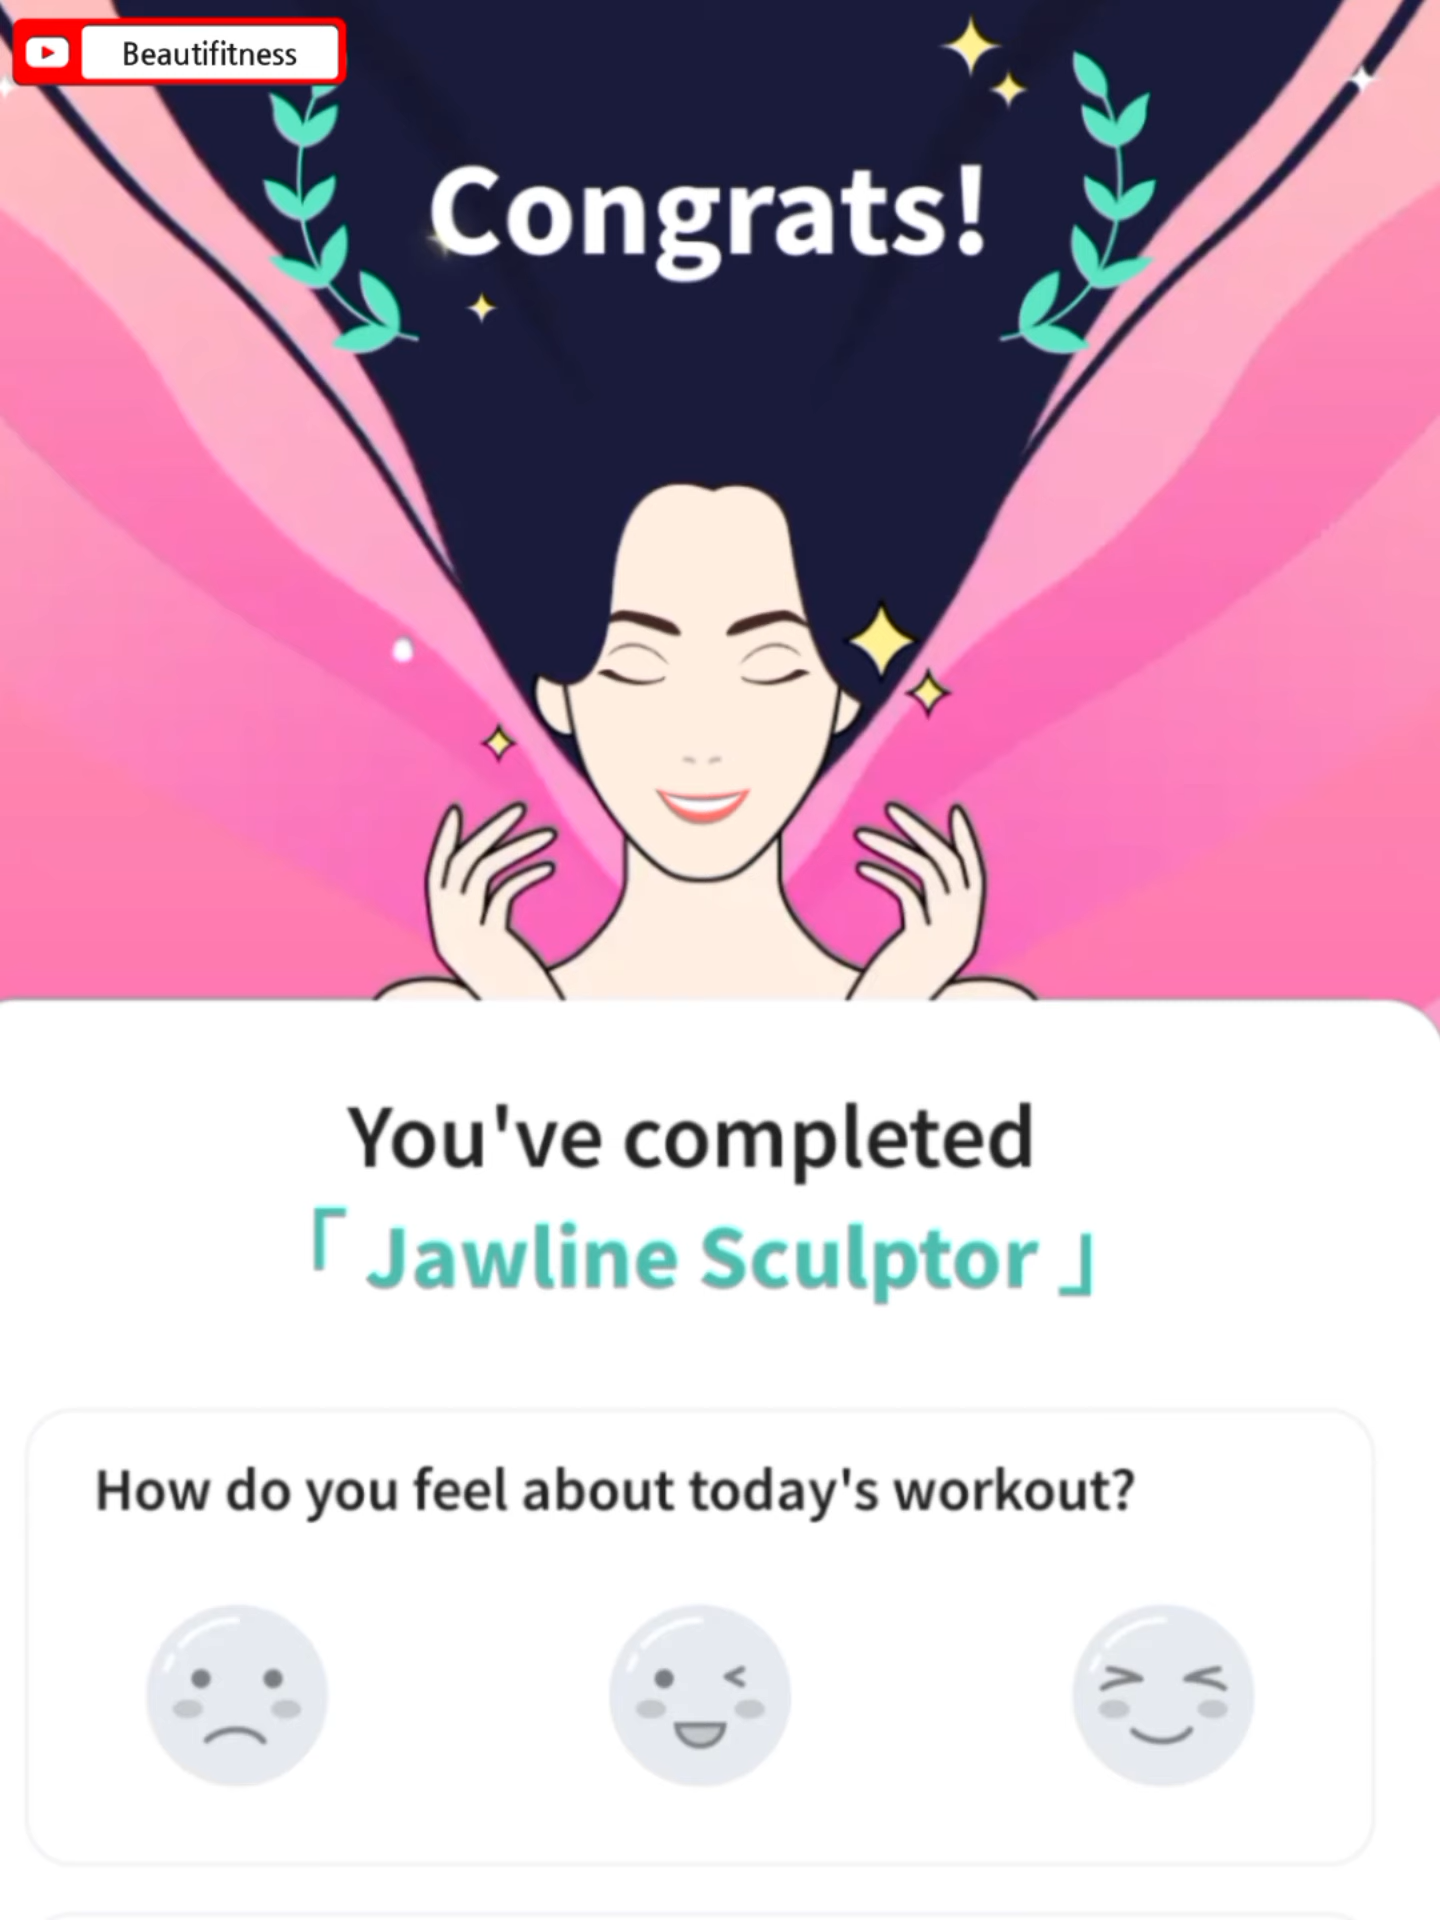 Beautifitness
Congrats!
You've completed
「 Jawline Sculptor 」
How do you feel about today's workout?